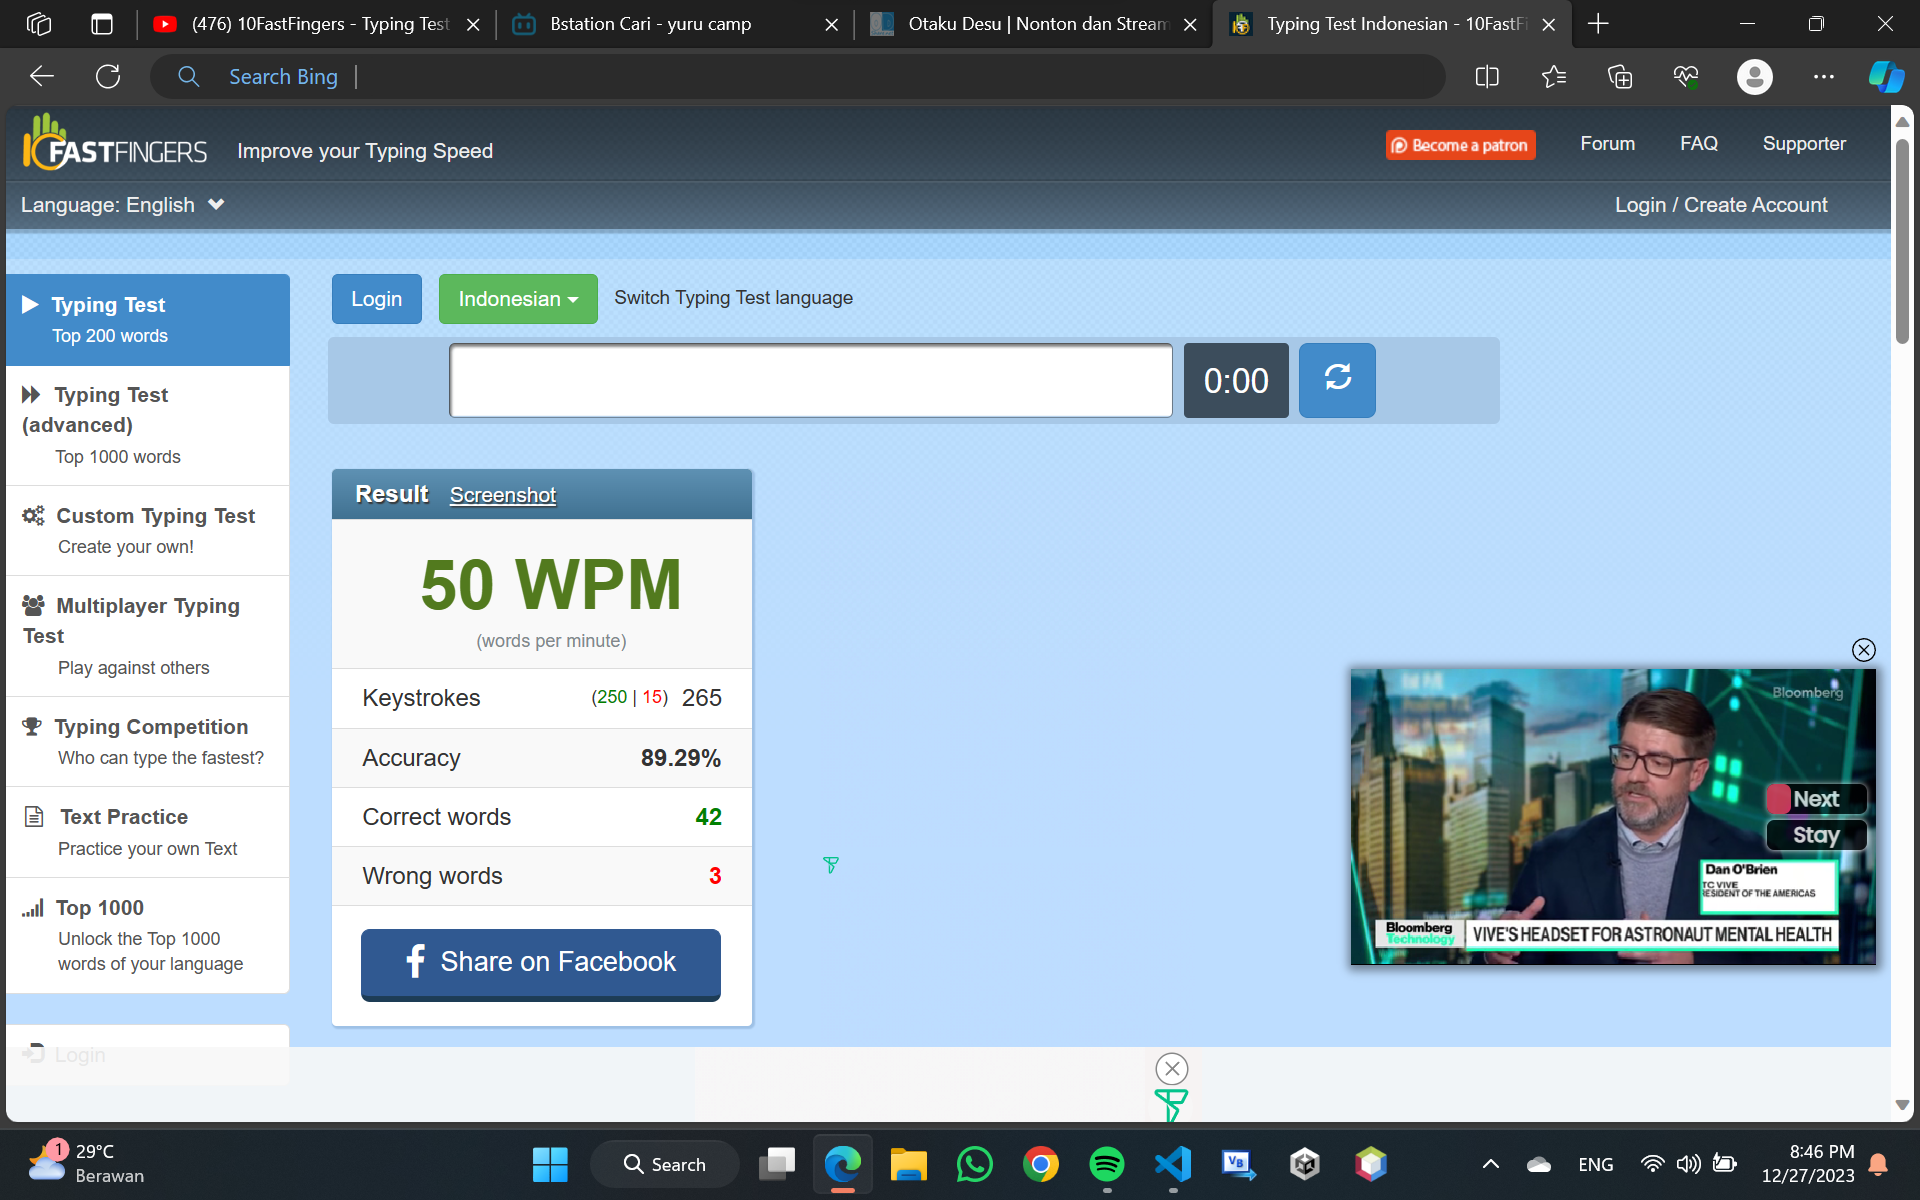 (476) 10FastFingers - Typing Test
Bstation Cari - yuru camp
Otaku Desu | Nonton dan Stream
Typing Test Indonesian - 10FastFi
Search Bing
FASTFINGERS
Improve your Typing Speed
Become a patron
Forum
FAQ
Supporter
Language: English
Login / Create Account
Typing Test
Top 200 words
Typing Test
(advanced)
Top 1000 words
Custom Typing Test
Create your own!
Multiplayer Typing
Test
Play against others
Typing Competition
Who can type the fastest?
Text Practice
Practice your own Text
Top 1000
Unlock the Top 1000
words of your language
Login
Login
Indonesian
Switch Typing Test language
0:00
Result Screenshot
50 WPM
(words per minute)
Keystrokes (250 | 15) 265
Accuracy 89.29%
Correct words 42
Wrong words 3
Share on Facebook
Bloomberg
Next
Stay
Dan O'Brien
TC VIVE
RESIDENT OF THE AMERICAS
Bloomberg
Technology
VIVE'S HEADSET FOR ASTRONAUT MENTAL HEALTH
1
29°C
Berawan
Search
VB
ENG
8:46 PM
12/27/2023